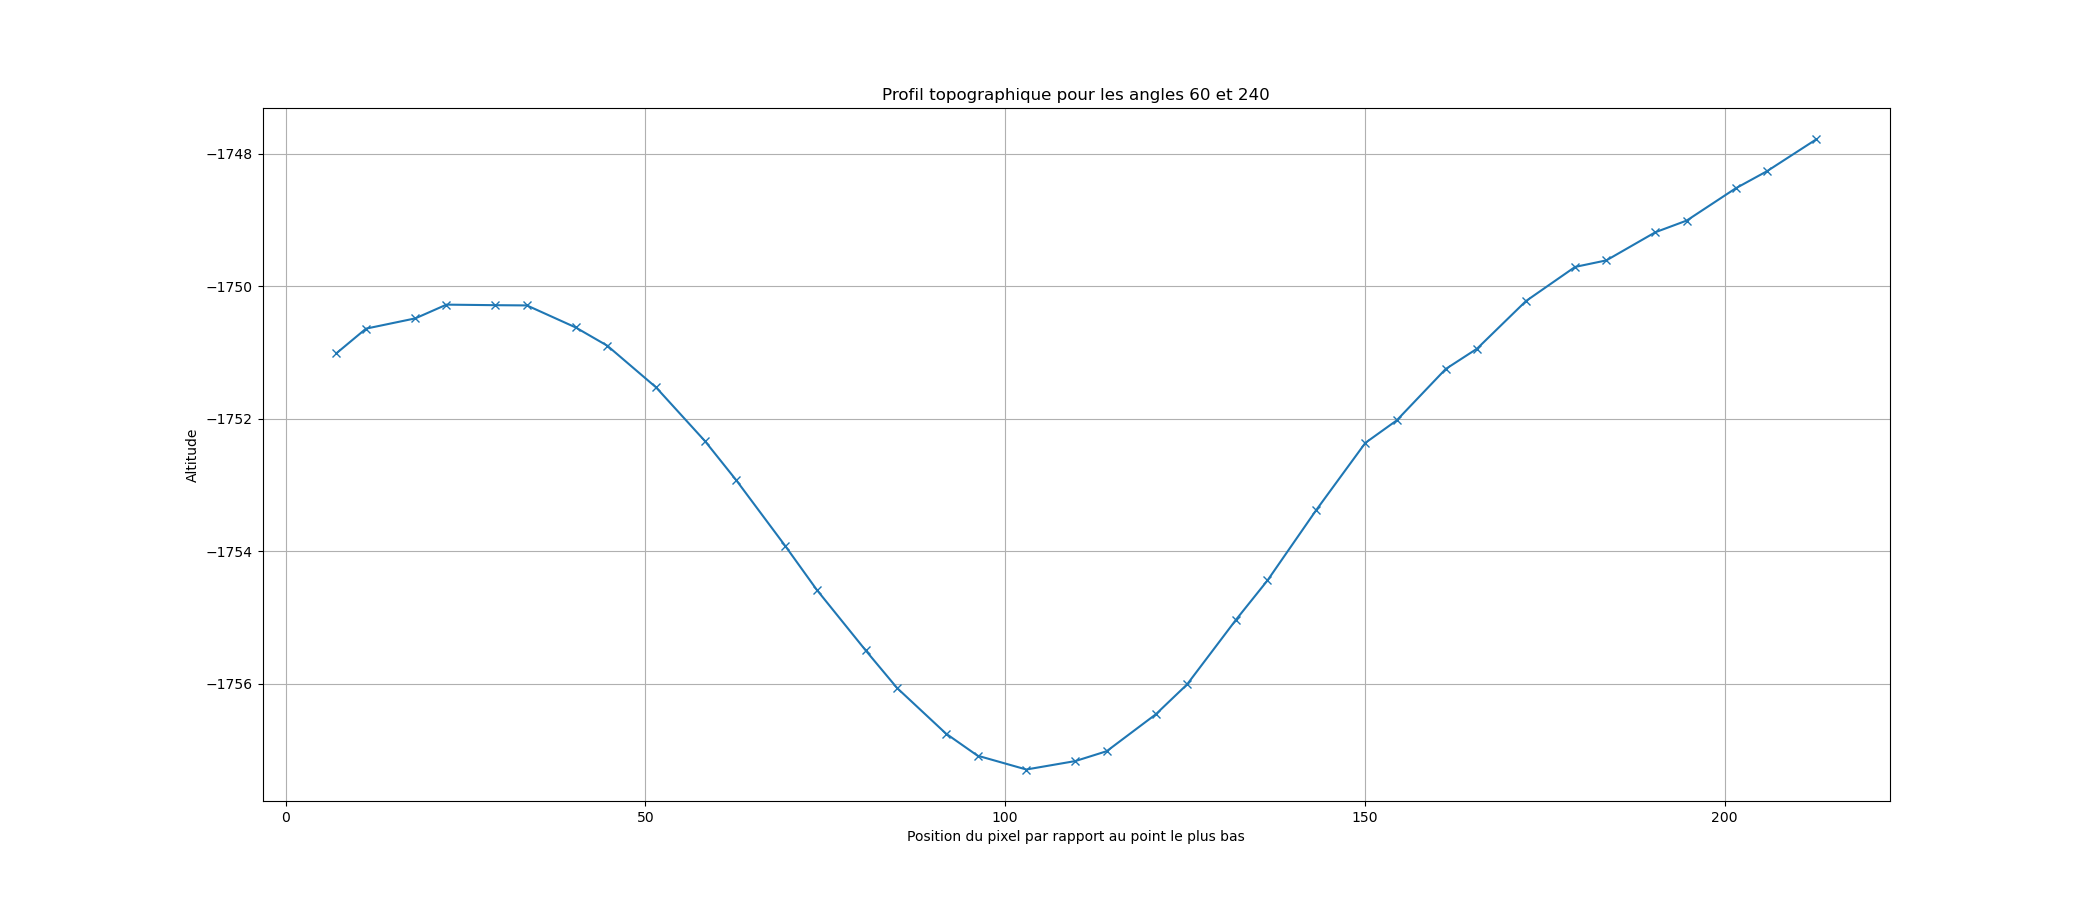 Profil topographique pour les angles 60 et 240
−1748
−1750
−1752
−1754
−1756
Altitude
0 50 100 150 200
Position du pixel par rapport au point le plus bas